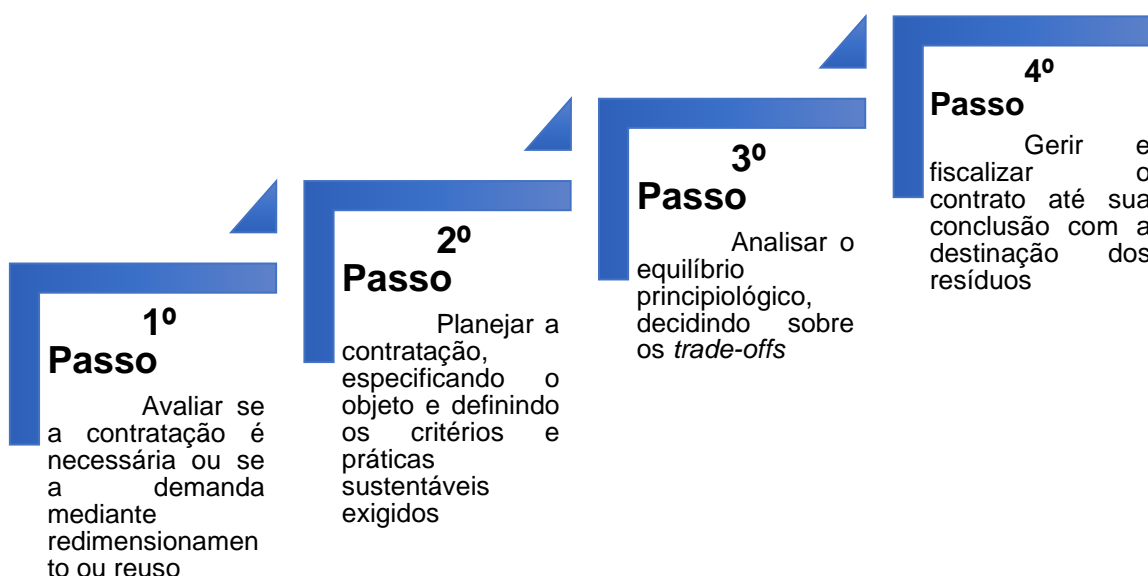 1º
Passo
Avaliar se
a contratação é
necessária ou se
a demanda
mediante
redimensionamen
to ou reuso
2º
Passo
Planejar a
contratação,
especificando o
objeto e definindo
os critérios e
práticas
sustentáveis
exigidos
3º
Passo
Analisar o
equilíbrio
principiológico,
decidindo sobre
os trade-offs
4º
Passo
Gerir e
fiscalizar o
contrato até sua
conclusão com a
destinação dos
resíduos